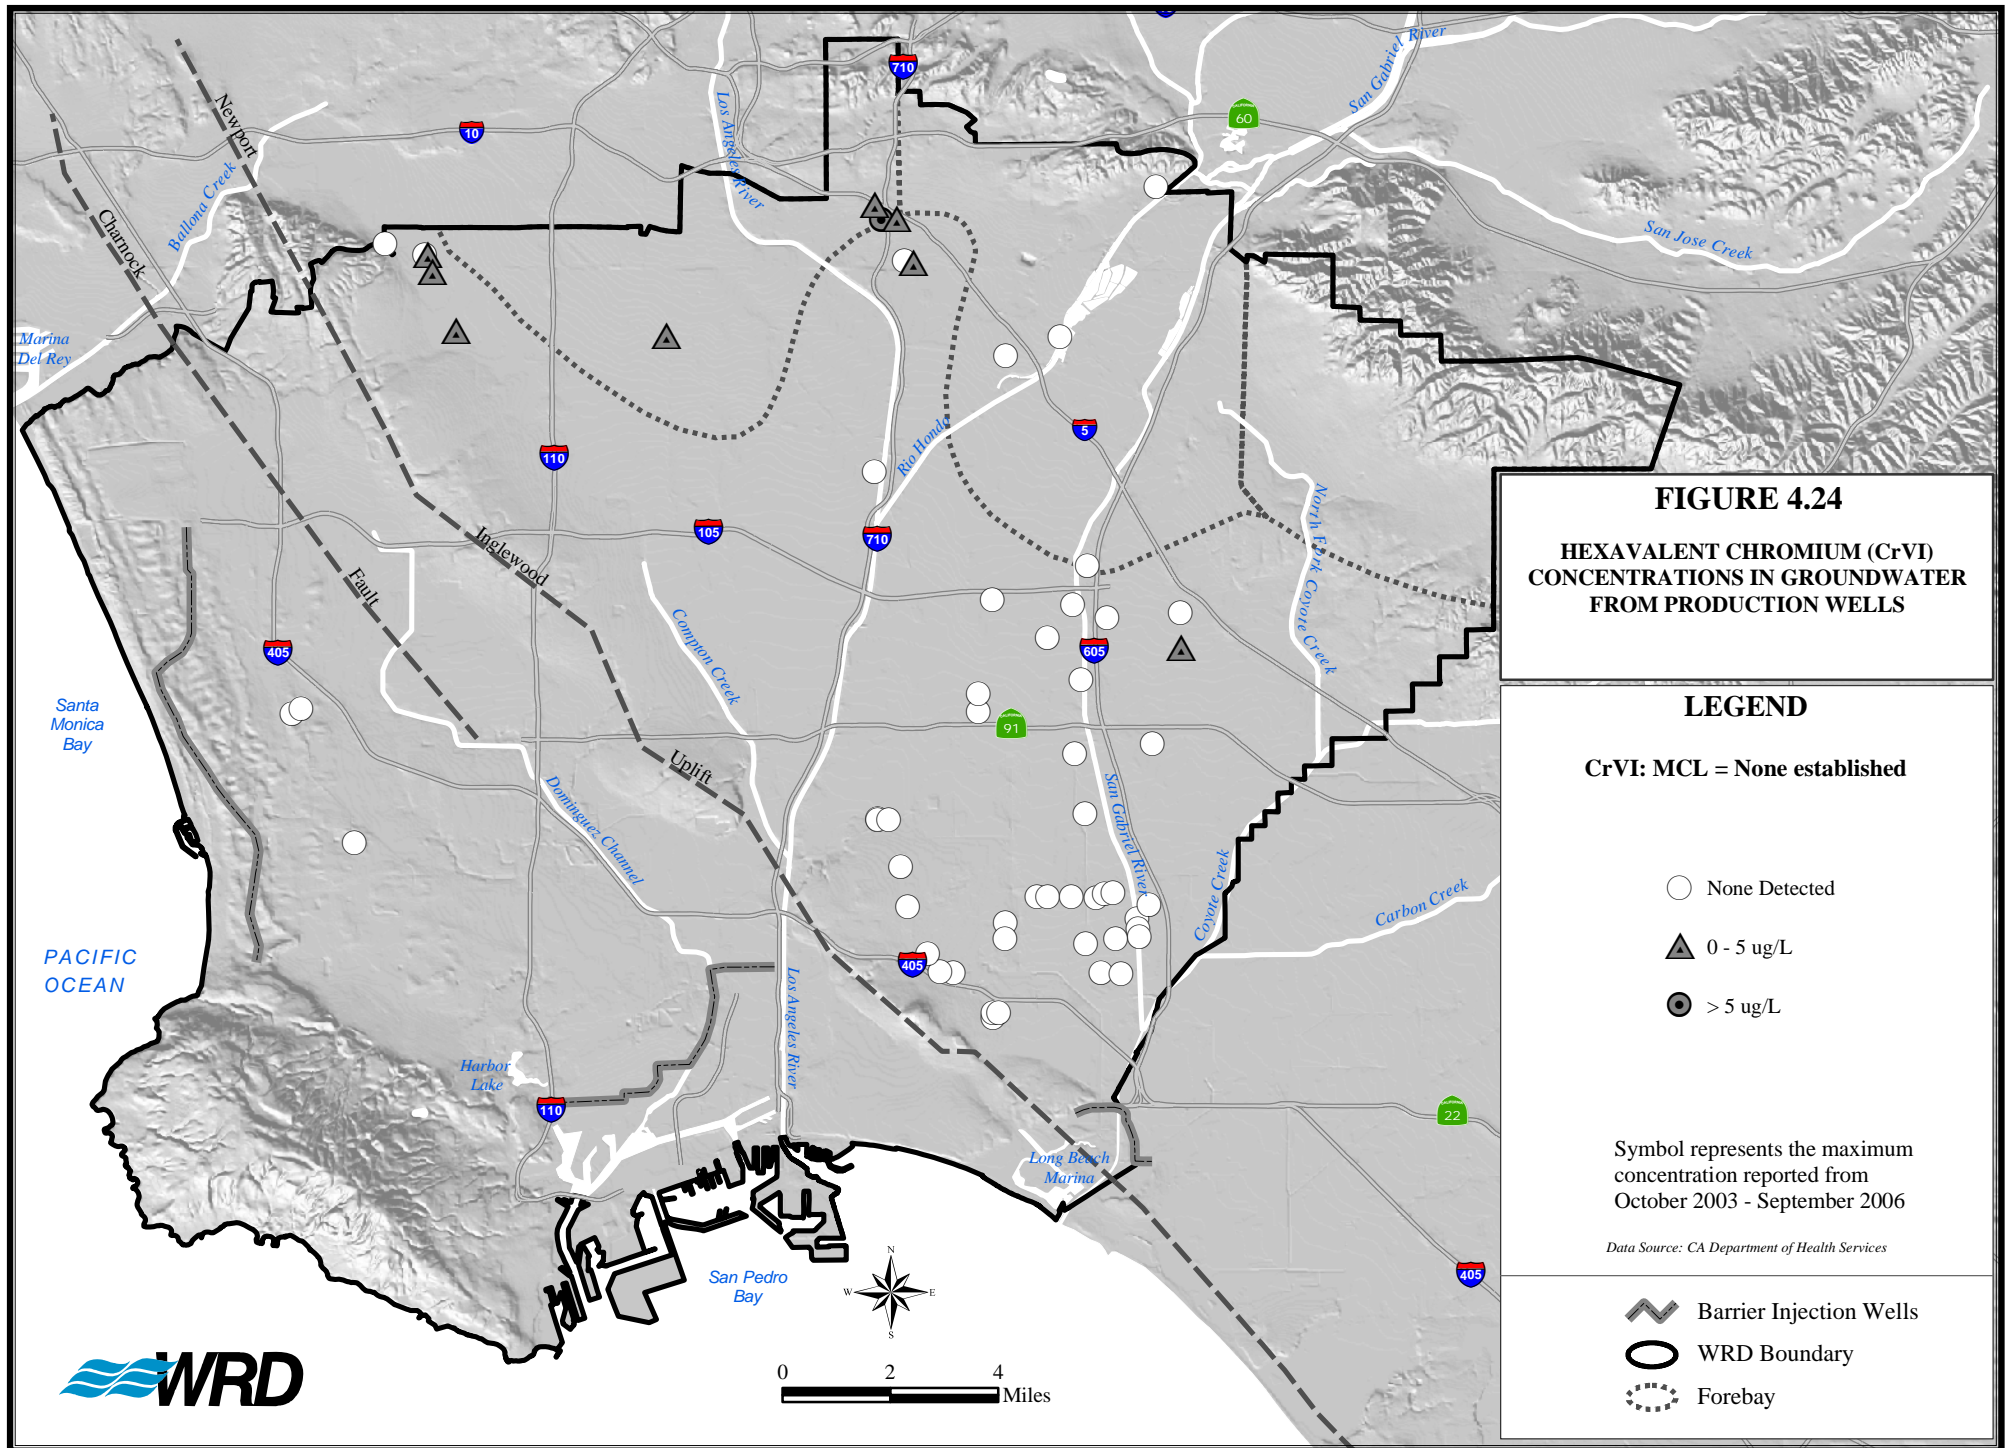 FIGURE 4.24
HEXAVALENT CHROMIUM (CrVI)
CONCENTRATIONS IN GROUNDWATER
FROM PRODUCTION WELLS
LEGEND
CrVI: MCL = None established
None Detected
0 - 5 ug/L
> 5 ug/L
Symbol represents the maximum
concentration reported from
October 2003 - September 2006
Data Source: CA Department of Health Services
Barrier Injection Wells
WRD Boundary
Forebay
710
10
CALIFORNIA
60
San Gabriel River
Los Angeles River
Newport
Ballona Creek
Charnock
San Jose Creek
Marina
Del Rey
5
110
Rio Hondo
105
710
Inglewood
Fault
North Fork Coyote Creek
Compton Creek
405
605
Santa
Monica
Bay
CALIFORNIA
91
Uplift
Dominguez Channel
San Gabriel River
Coyote Creek
Carbon Creek
PACIFIC
OCEAN
405
Los Angeles River
Harbor
Lake
110
CALIFORNIA
22
Long Beach
Marina
405
San Pedro
Bay
N
W
E
S
0
2
4
Miles
WRD